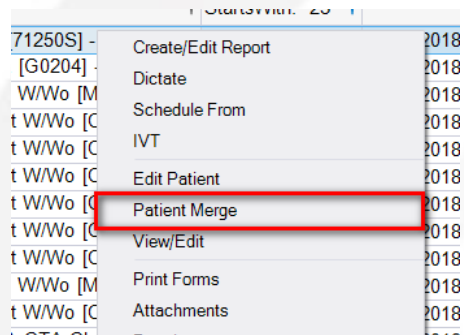 StartsWith: 25
71250S] - 2018
Create/Edit Report
[G0204] - 2018
Dictate
W/Wo [M 2018
Schedule From
t W/Wo [C 2018
IVT
t W/Wo [C 2018
t W/Wo [C 2018
Edit Patient
t W/Wo [C 2018
Patient Merge
t W/Wo [C 2018
View/Edit
t W/Wo [C 2018
W/Wo [M 2018
Print Forms
t W/Wo [C 2018
Attachments